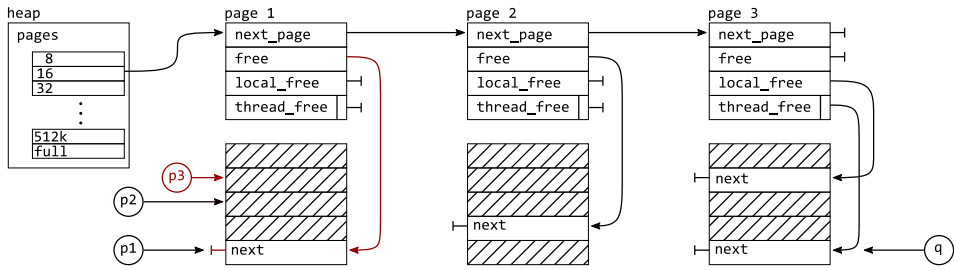 heap
pages
8
16
32
512k
full
page 1
next_page
free
local_free
thread_free
page 2
next_page
free
local_free
thread_free
page 3
next_page
free
local_free
thread_free
p3
p2
p1
next
next
next
next
q